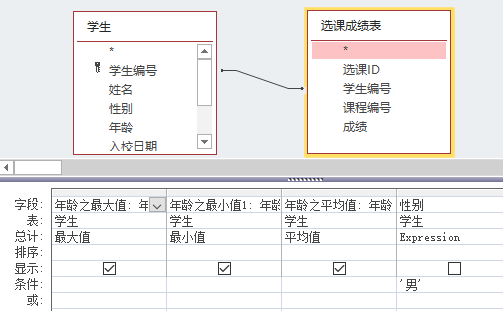 学生
*
学生编号
姓名
性别
年龄
入校日期
选课成绩表
*
选课ID
学生编号
课程编号
成绩
字段: 年龄之最大值: 年 年龄之最小值1: 年龄 年龄之平均值: 年龄 性别
表: 学生 学生 学生 学生
总计: 最大值 最小值 平均值 Expression
排序:
显示:
条件: '男'
或: